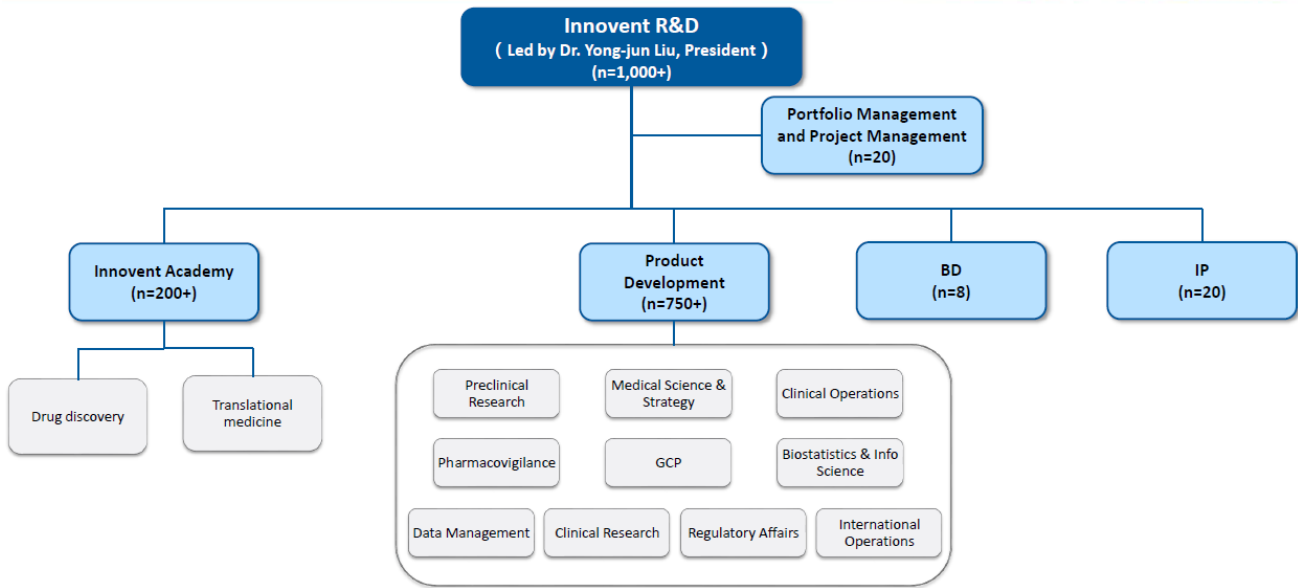 Innovent R&D
( Led by Dr. Yong-jun Liu, President )
(n=1,000+)
Portfolio Management
and Project Management
(n=20)
Innovent Academy
(n=200+)
Product
Development
(n=750+)
BD
(n=8)
IP
(n=20)
Drug discovery
Translational
medicine
Preclinical
Research
Medical Science &
Strategy
Clinical Operations
Pharmacovigilance
GCP
Biostatistics & Info
Science
Data Management
Clinical Research
Regulatory Affairs
International
Operations